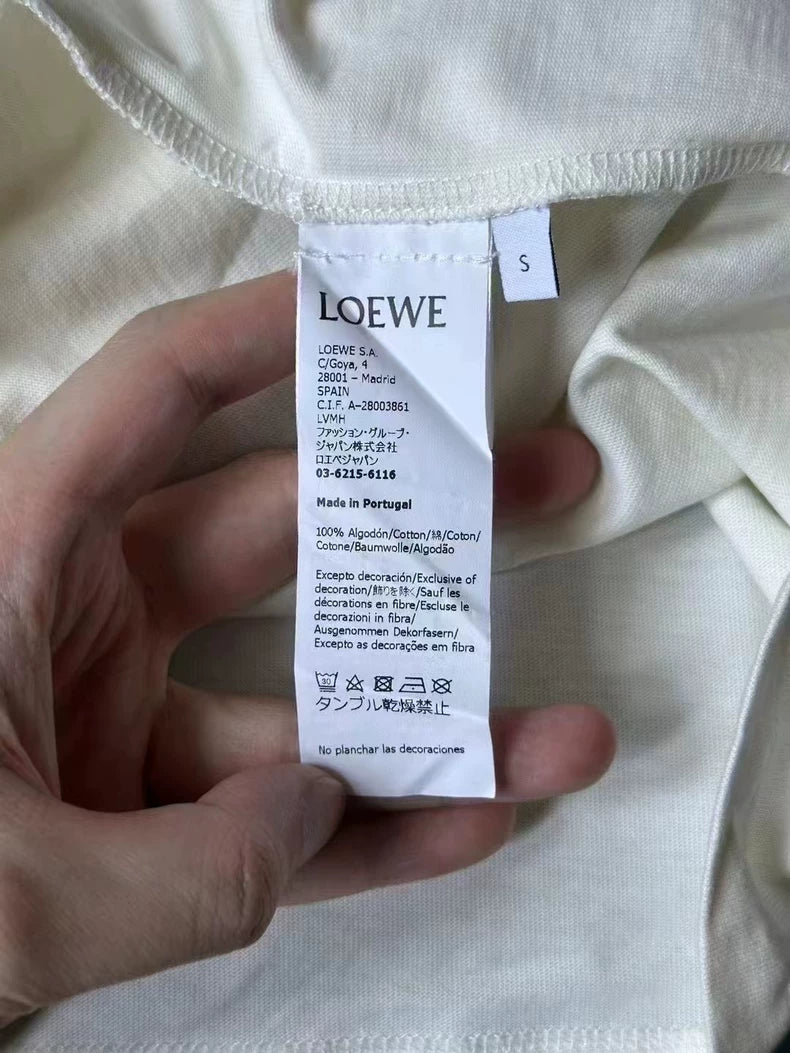 S
LOEWE
LOEWE S.A.
C/Goya, 4
28001 – Madrid
SPAIN
C.I.F. A–28003861
LVMH
ファッション・グループ・
ジャパン株式会社
ロエベジャパン
03-6215-6116
Made in Portugal
100% Algodón/Cotton/綿/Coton/
Cotone/Baumwolle/Algodão
Excepto decoración/Exclusive of
decoration/飾りを除く/Sauf les
décorations en fibre/Escluse le
decorazioni in fibra/
Ausgenommen Dekorfasern/
Excepto as decorações em fibra
30
タンブル乾燥禁止
No planchar las decoraciones